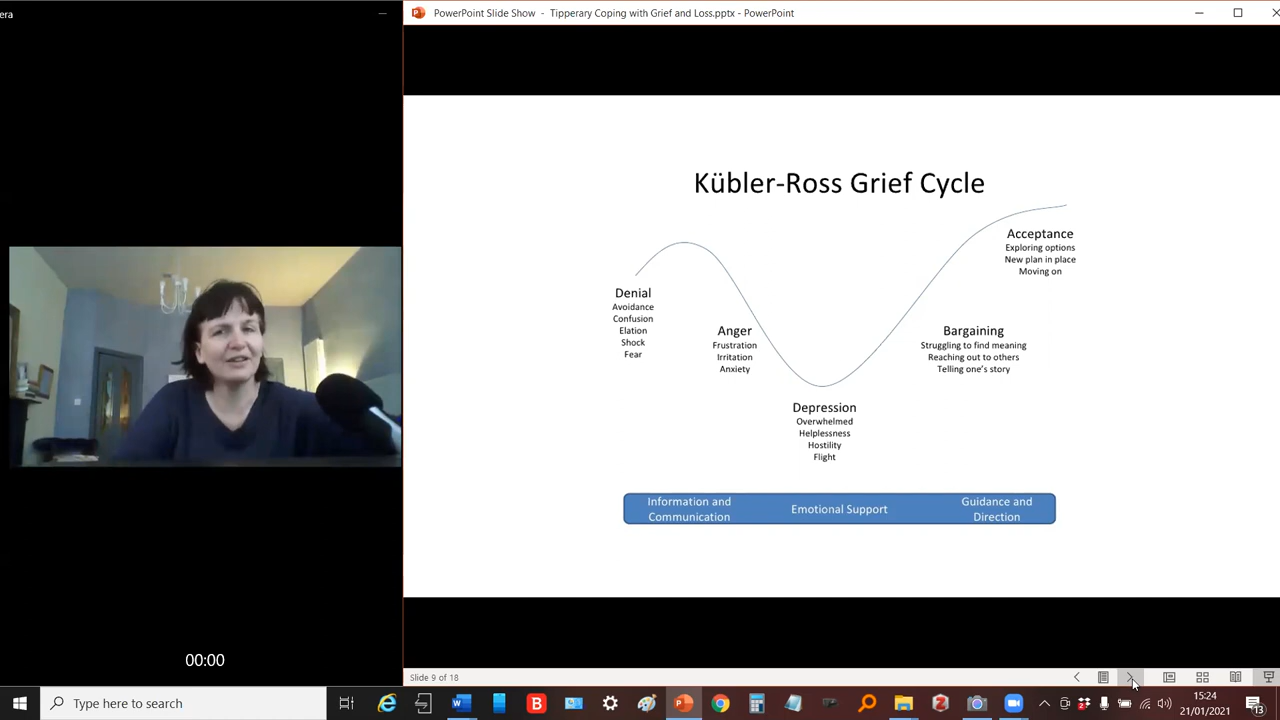 era
PowerPoint Slide Show - Tipperary Coping with Grief and Loss.pptx - PowerPoint
Kübler-Ross Grief Cycle
Denial
Avoidance
Confusion
Elation
Shock
Fear
Anger
Frustration
Irritation
Anxiety
Depression
Overwhelmed
Helplessness
Hostility
Flight
Bargaining
Struggling to find meaning
Reaching out to others
Telling one's story
Acceptance
Exploring options
New plan in place
Moving on
Information and
Communication
Emotional Support
Guidance and
Direction
00:00
Slide 9 of 18
Type here to search
15:24
21/01/2021
13